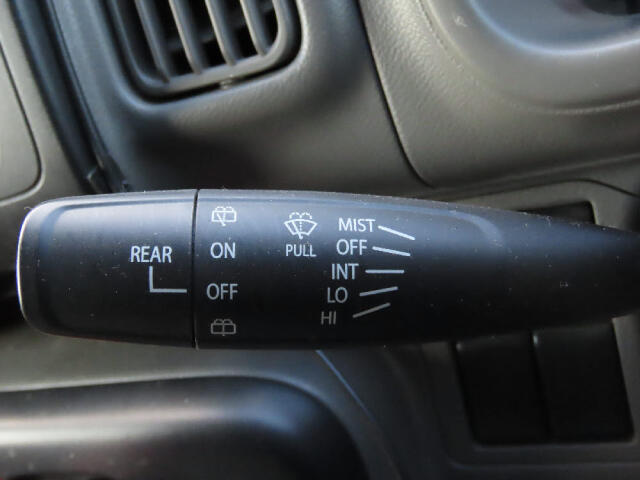 REAR
ON
OFF
PULL
MIST
OFF
INT
LO
HI